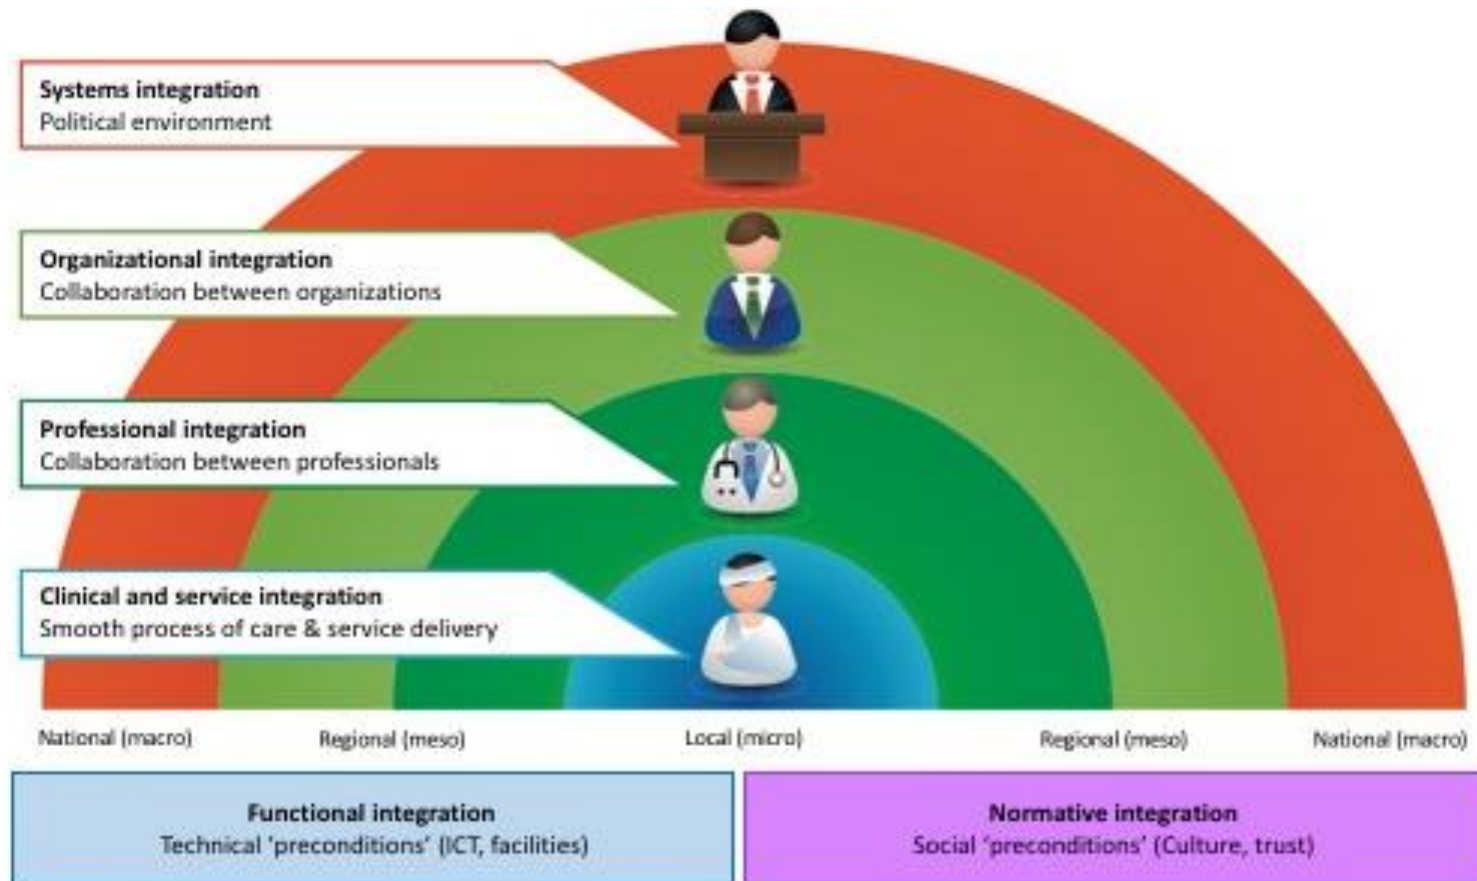 Systems integration
Political environment
Organizational integration
Collaboration between organizations
Professional integration
Collaboration between professionals
Clinical and service integration
Smooth process of care & service delivery
National (macro)
Regional (meso)
Local (micro)
Regional (meso)
National (macro)
Functional integration
Technical ‘preconditions’ (ICT, facilities)
Normative integration
Social ‘preconditions’ (Culture, trust)